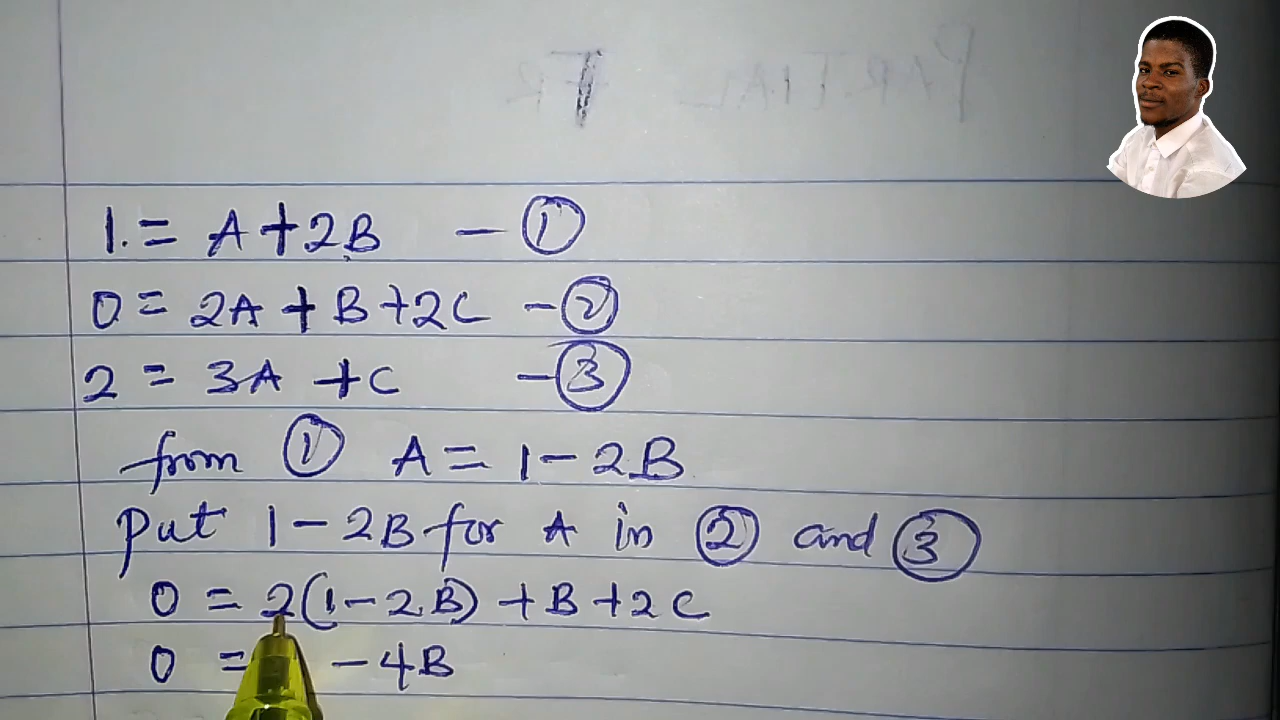 1. = A + 2B - ①
0 = 2A + B + 2C - ②
2 = 3A + C - ③
from ① A = 1 - 2B
Put 1 - 2B for A in ② and ③
0 = 2(1 - 2B) + B + 2C
0 = - 4B